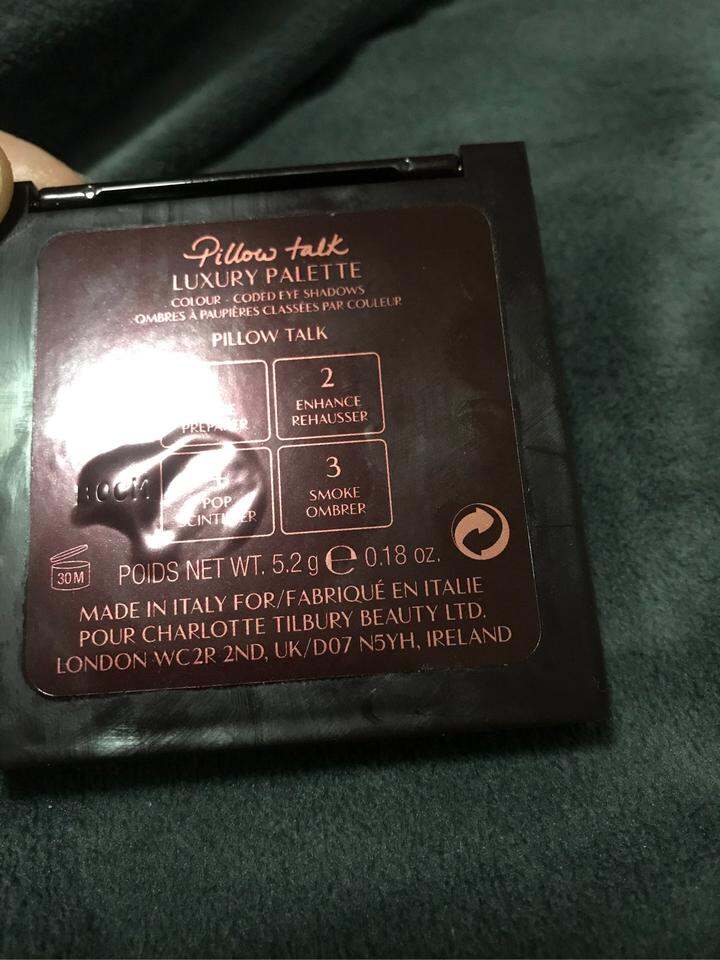 Pillow talk
LUXURY PALETTE
COLOUR - CODED EYE SHADOWS
OMBRES À PAUPIÈRES CLASSÉES PAR COULEUR
PILLOW TALK
2
ENHANCE
REHAUSSER
POP
3
SMOKE
OMBRER
30M
POIDS NET WT. 5.2 g e 0.18 oz.
MADE IN ITALY FOR/FABRIQUÉ EN ITALIE
POUR CHARLOTTE TILBURY BEAUTY LTD.
LONDON WC2R 2ND, UK/D07 N5YH, IRELAND